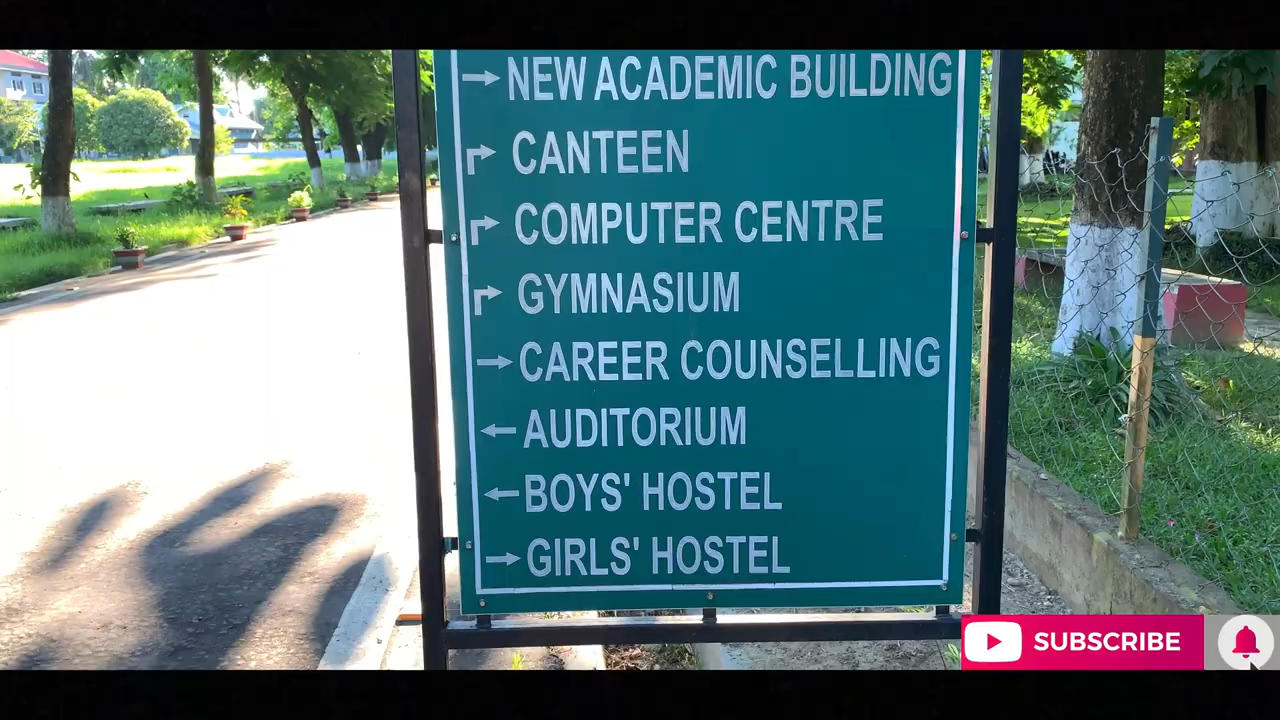 → NEW ACADEMIC BUILDING
↱ CANTEEN
↱ COMPUTER CENTRE
↱ GYMNASIUM
→ CAREER COUNSELLING
← AUDITORIUM
← BOYS' HOSTEL
→ GIRLS' HOSTEL
SUBSCRIBE